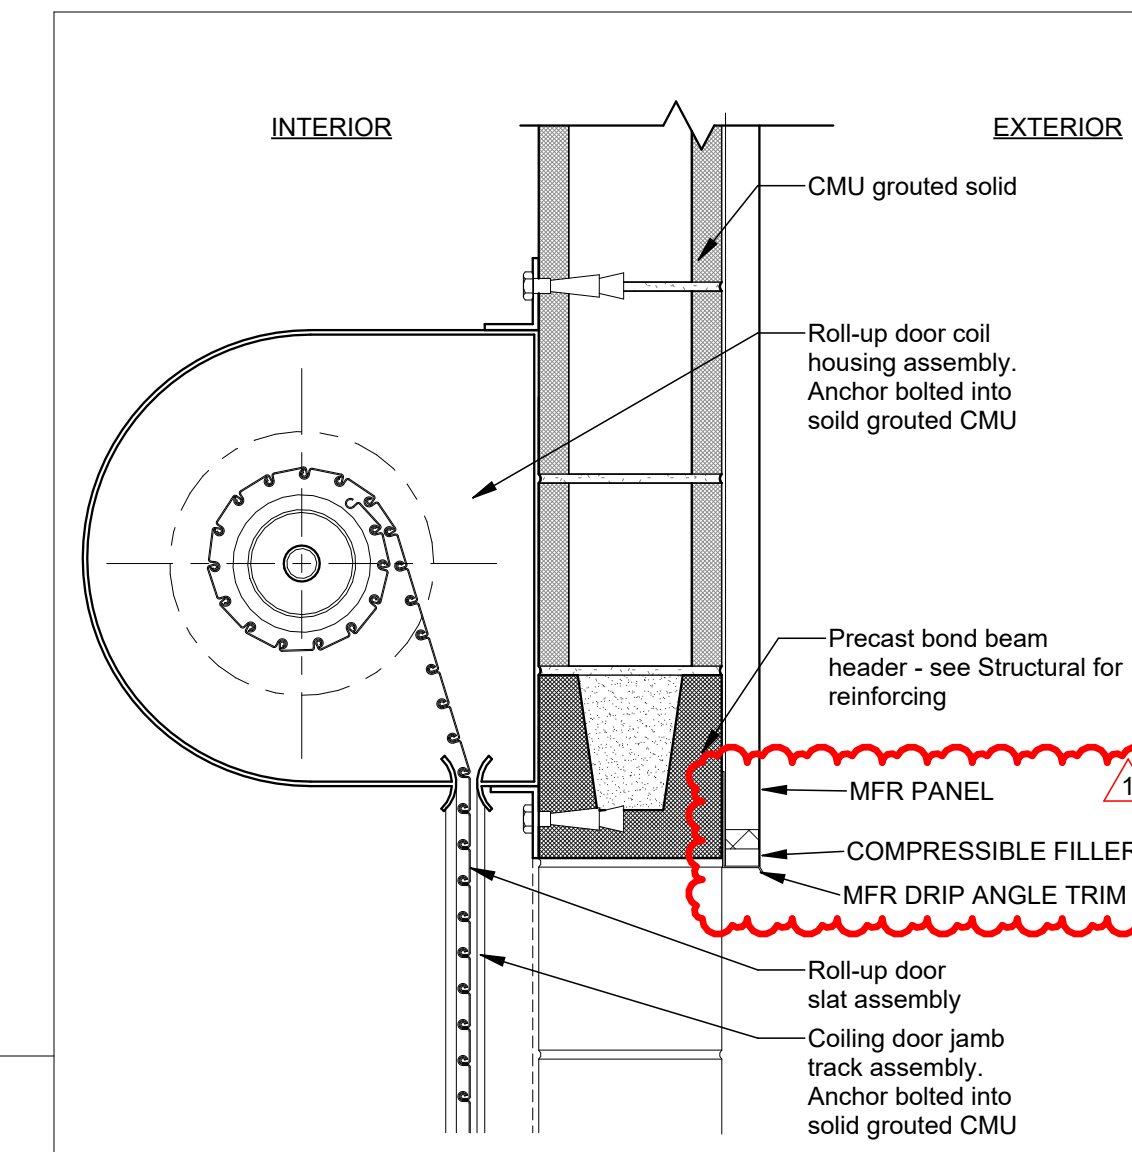 INTERIOR
EXTERIOR
CMU grouted solid
Roll-up door coil
housing assembly.
Anchor bolted into
soild grouted CMU
Precast bond beam
header - see Structural for
reinforcing
MFR PANEL
1
COMPRESSIBLE FILLER
MFR DRIP ANGLE TRIM
Roll-up door
slat assembly
Coiling door jamb
track assembly.
Anchor bolted into
solid grouted CMU